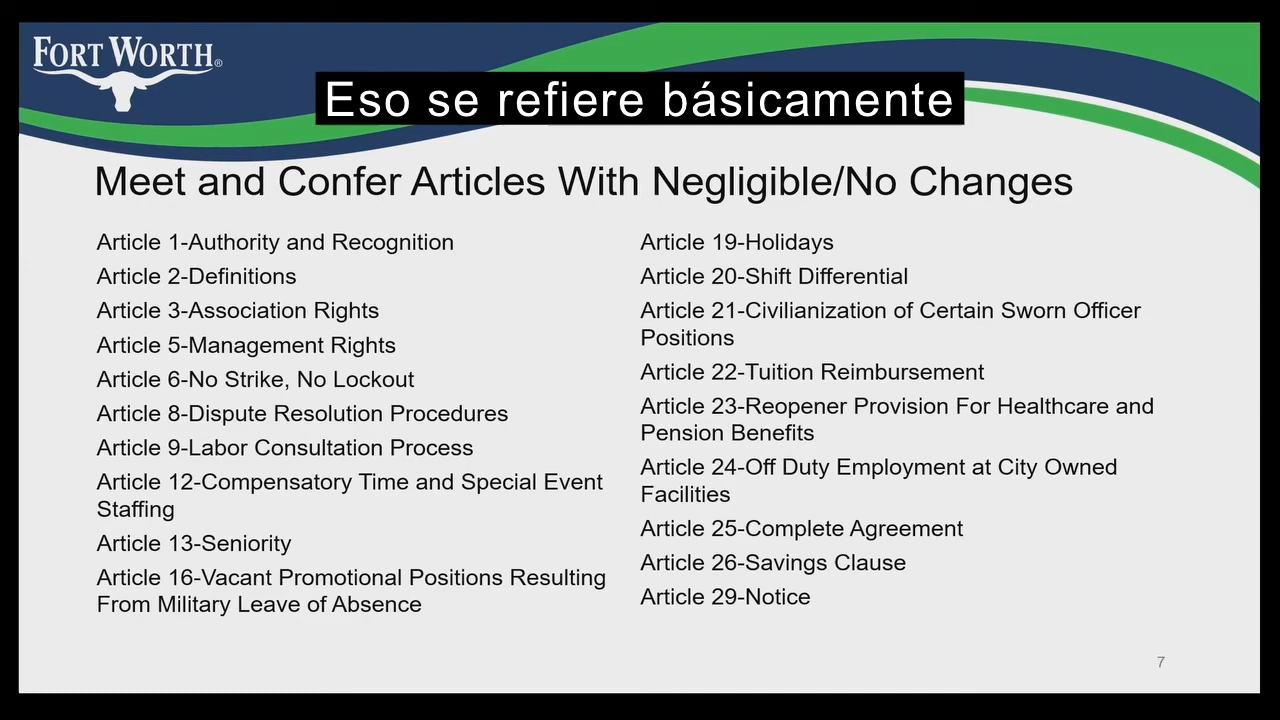 FORT WORTH®
Eso se refiere básicamente
Meet and Confer Articles With Negligible/No Changes
Article 1-Authority and Recognition
Article 2-Definitions
Article 3-Association Rights
Article 5-Management Rights
Article 6-No Strike, No Lockout
Article 8-Dispute Resolution Procedures
Article 9-Labor Consultation Process
Article 12-Compensatory Time and Special Event
Staffing
Article 13-Seniority
Article 16-Vacant Promotional Positions Resulting
From Military Leave of Absence
Article 19-Holidays
Article 20-Shift Differential
Article 21-Civilianization of Certain Sworn Officer
Positions
Article 22-Tuition Reimbursement
Article 23-Reopener Provision For Healthcare and
Pension Benefits
Article 24-Off Duty Employment at City Owned
Facilities
Article 25-Complete Agreement
Article 26-Savings Clause
Article 29-Notice
7